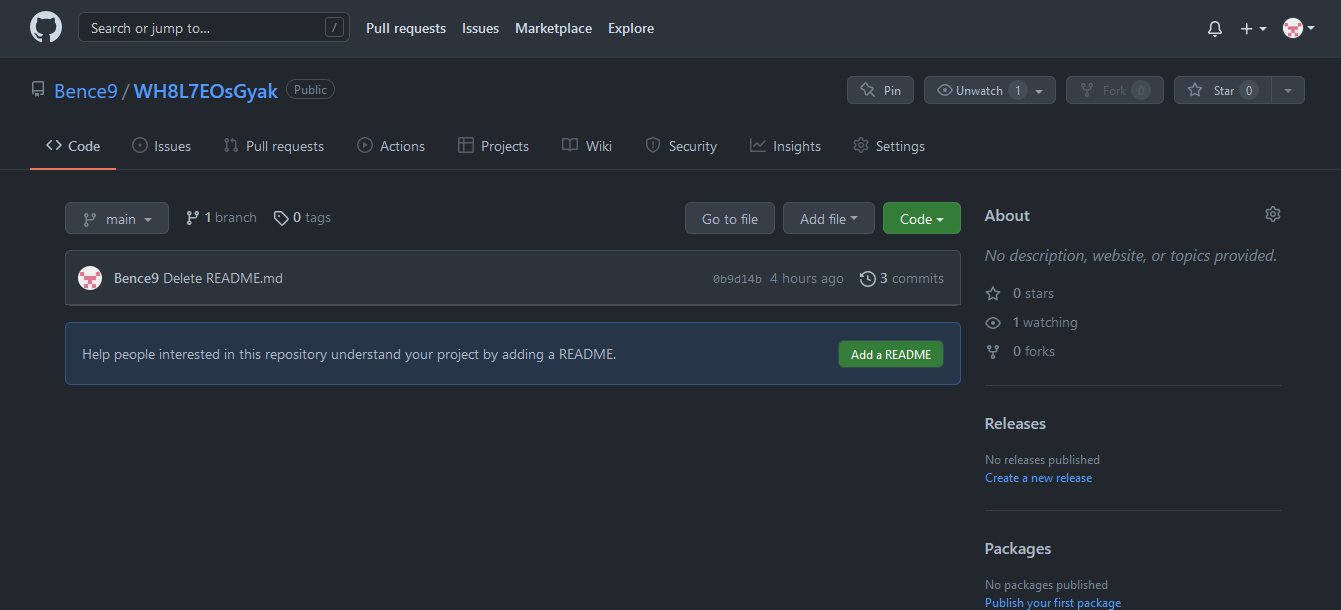 Search or jump to... / Pull requests Issues Marketplace Explore
Bence9 / WH8L7EOsGyak Public Pin Unwatch 1 Fork 0 Star 0
Code Issues Pull requests Actions Projects Wiki Security Insights Settings
main 1 branch 0 tags Go to file Add file Code
Bence9 Delete README.md 0b9d14b 4 hours ago 3 commits
Help people interested in this repository understand your project by adding a README. Add a README
About
No description, website, or topics provided.
0 stars
1 watching
0 forks
Releases
No releases published
Create a new release
Packages
No packages published
Publish your first package